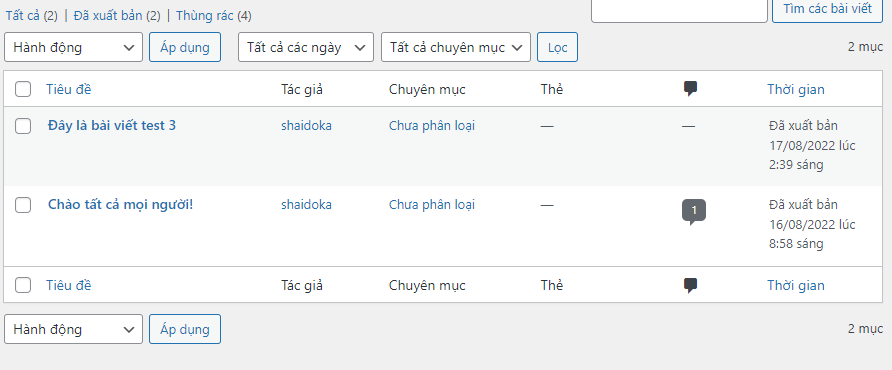 Tất cả (2) | Đã xuất bản (2) | Thùng rác (4)
Tìm các bài viết
Hành động Áp dụng Tất cả các ngày Tất cả chuyên mục Lọc 2 mục
Tiêu đề Tác giả Chuyên mục Thẻ Thời gian
Đây là bài viết test 3 shaidoka Chưa phân loại — — Đã xuất bản
17/08/2022 lúc
2:39 sáng
Chào tất cả mọi người! shaidoka Chưa phân loại — 1 Đã xuất bản
16/08/2022 lúc
8:58 sáng
Tiêu đề Tác giả Chuyên mục Thẻ Thời gian
Hành động Áp dụng 2 mục